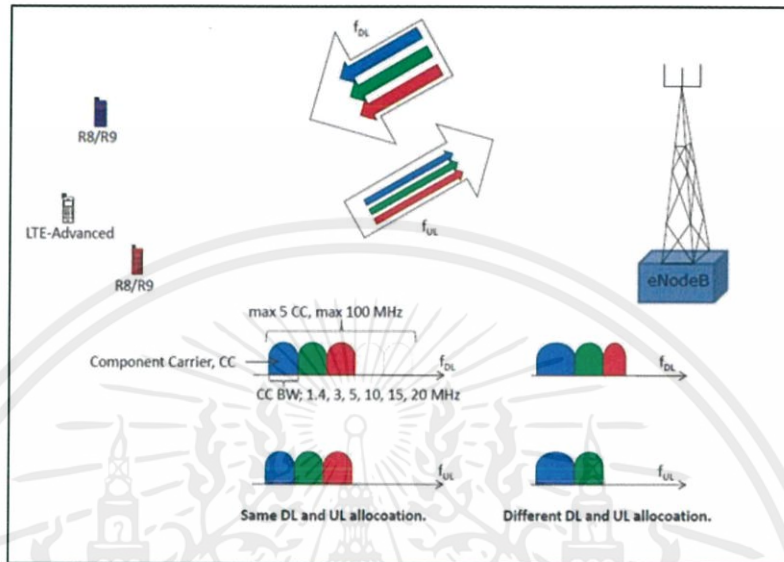 f_DL
R8/R9
LTE-Advanced
R8/R9
f_UL
eNodeB
max 5 CC, max 100 MHz
Component Carrier, CC
f_DL
f_DL
CC BW; 1.4, 3, 5, 10, 15, 20 MHz
f_UL
f_UL
Same DL and UL allocoation.
Different DL and UL allocoation.